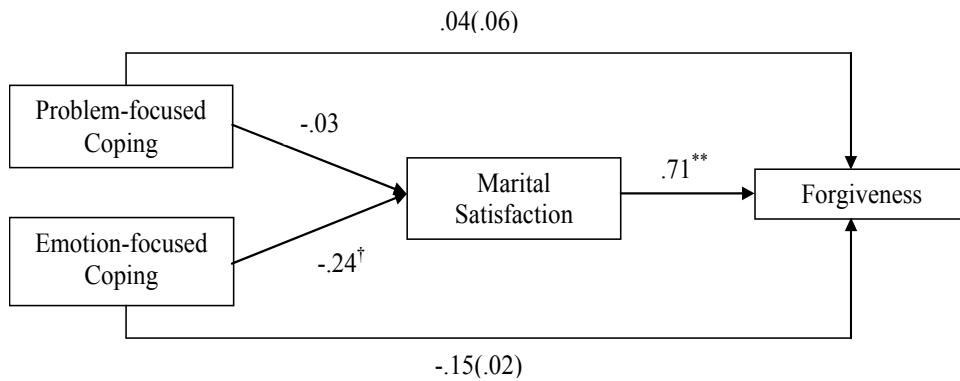 .04(.06)
Problem-focused
Coping
-.03
Marital
Satisfaction
.71**
Forgiveness
Emotion-focused
Coping
-.24†
-.15(.02)